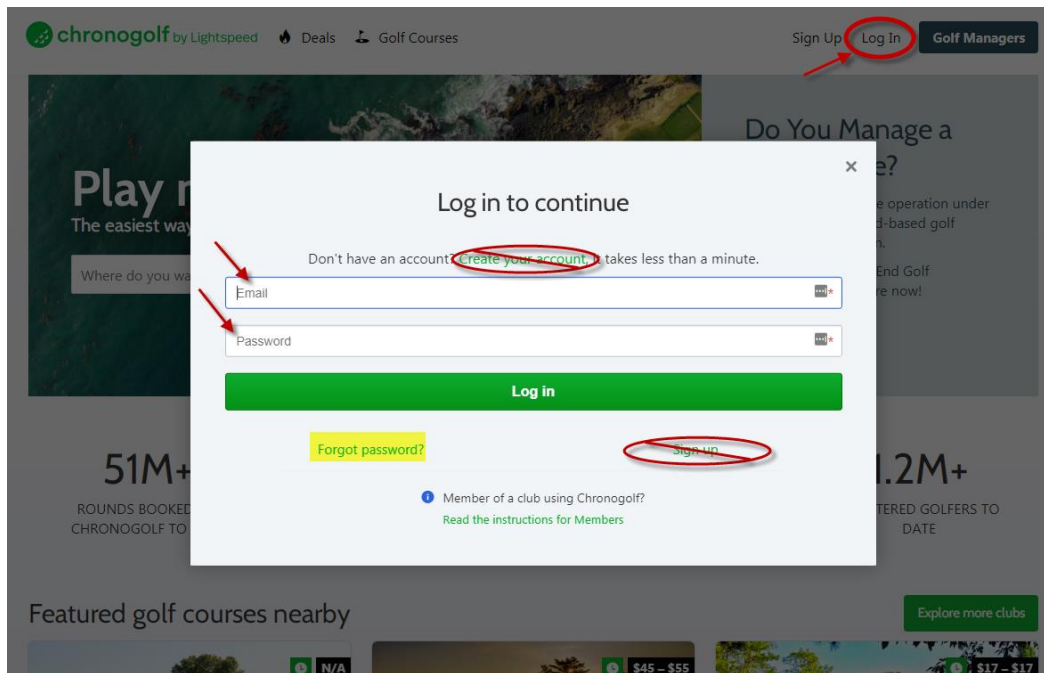 chronogolf by Lightspeed Deals Golf Courses Sign Up Log In Golf Managers
Do You Manage a
e?
Play
The easiest way
Where do you wa
e operation under
d-based golf
n.
End Golf
re now!
×
Log in to continue
Don't have an account? Create your account, it takes less than a minute.
Email *
Password *
Log in
Forgot password? Sign up
Member of a club using Chronogolf?
Read the instructions for Members
51M+
ROUNDS BOOKED
CHRONOGOLF TO
1.2M+
TERED GOLFERS TO
DATE
Featured golf courses nearby
Explore more clubs
N/A
$45 – $55
$17 – $17